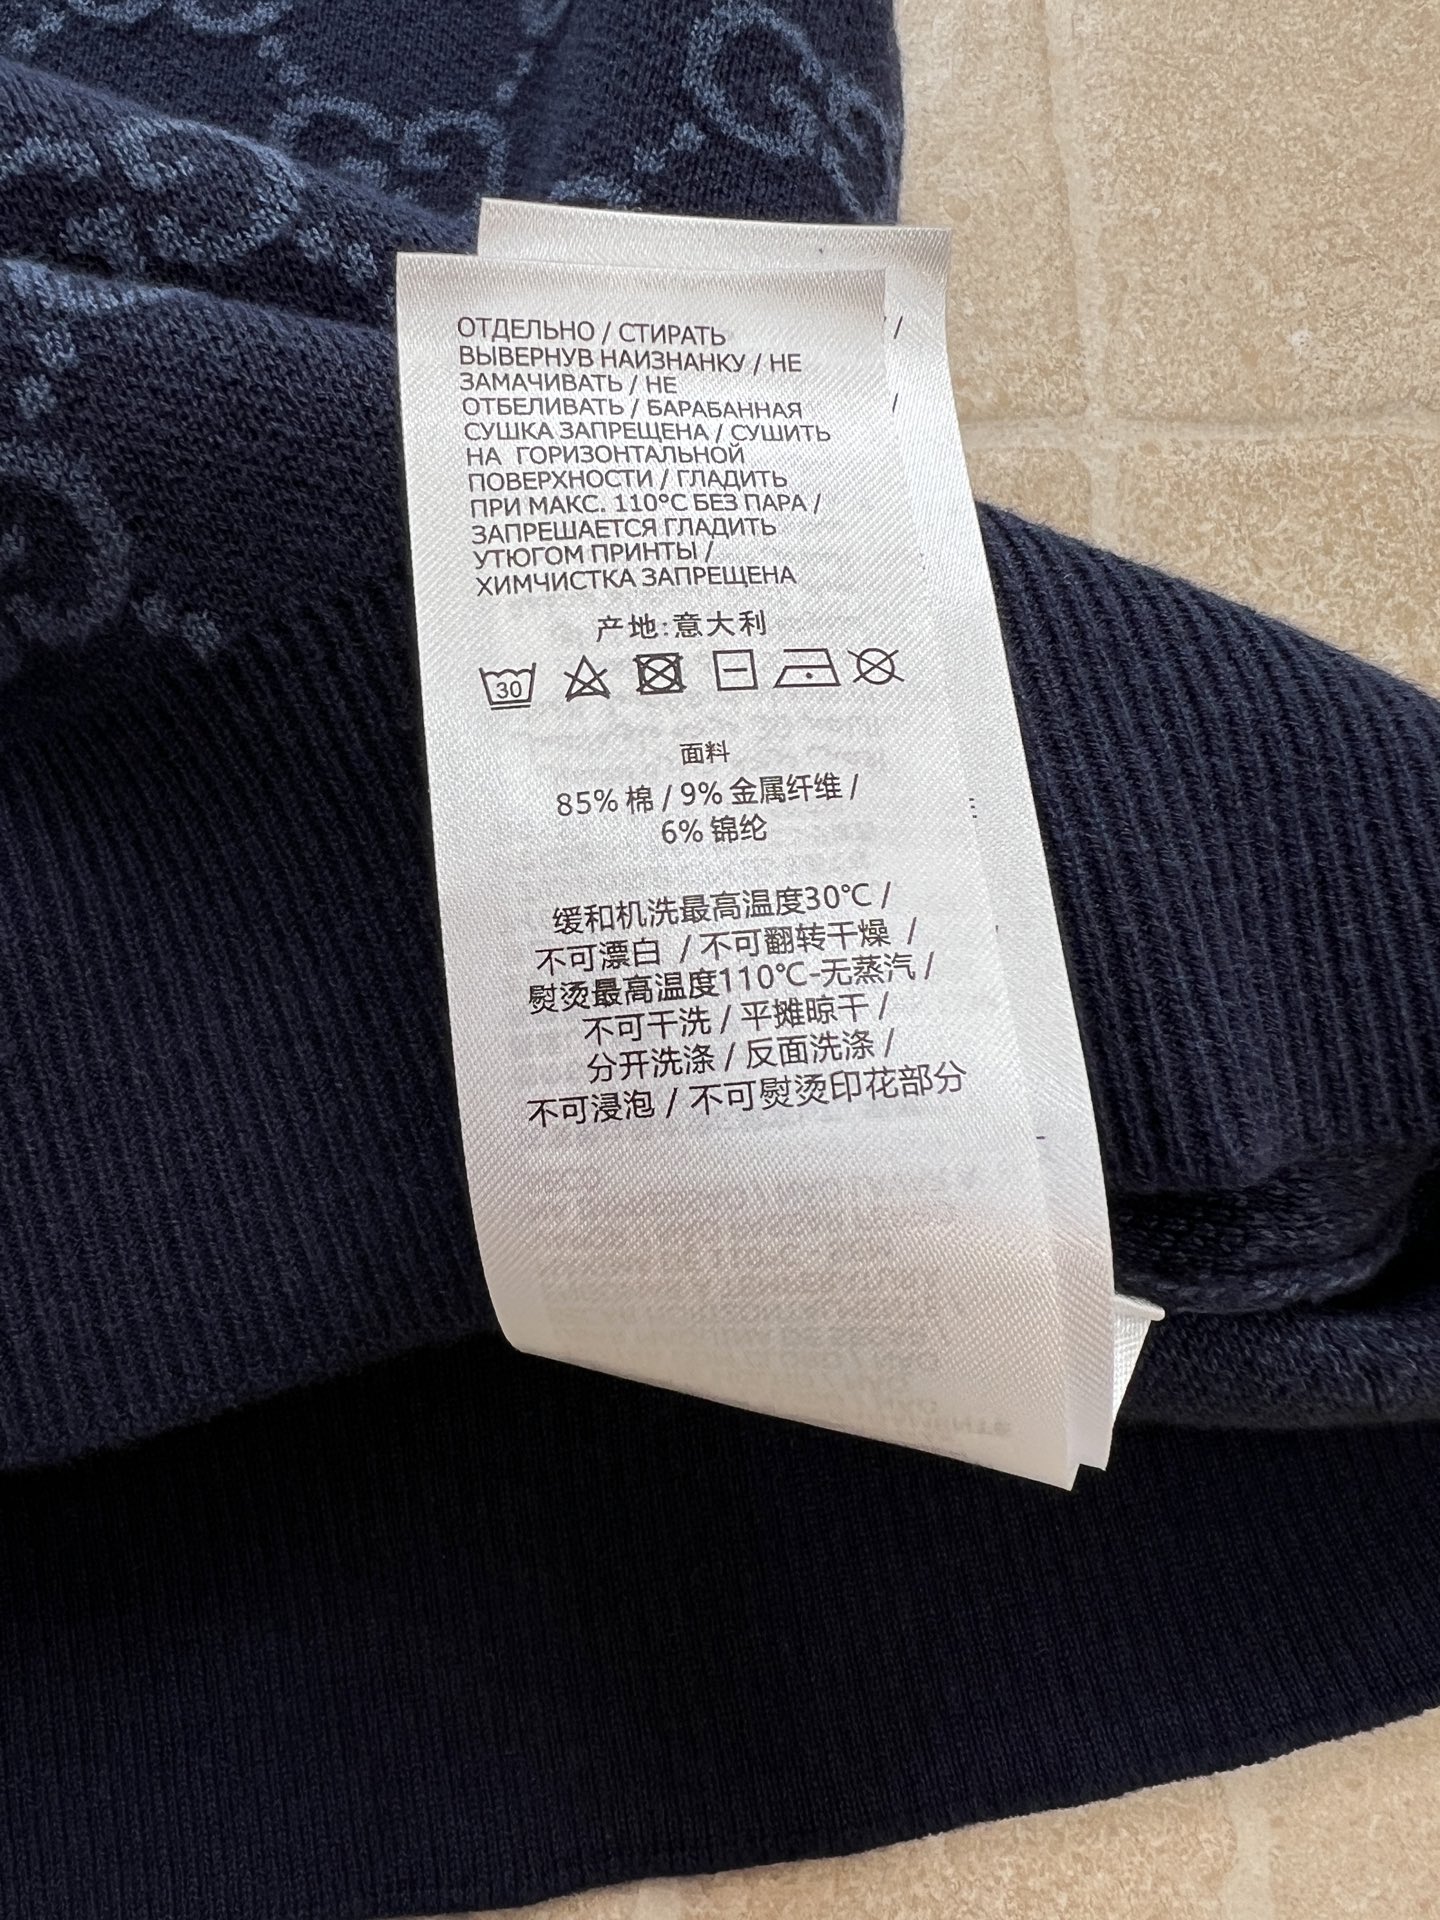 ОТДЕЛЬНО / СТИРАТЬ
ВЫВЕРНУВ НАИЗНАНКУ / НЕ
ЗАМАЧИВАТЬ / НЕ
ОТБЕЛИВАТЬ / БАРАБАННАЯ
СУШКА ЗАПРЕЩЕНА / СУШИТЬ
НА ГОРИЗОНТАЛЬНОЙ
ПОВЕРХНОСТИ / ГЛАДИТЬ
ПРИ МАКС. 110°C БЕЗ ПАРА /
ЗАПРЕШАЕТСЯ ГЛАДИТЬ
УТЮГОМ ПРИНТЫ /
ХИМЧИСТКА ЗАПРЕЩЕНА
产地:意大利
30
面料
85% 棉 / 9% 金属纤维 /
6% 锦纶
缓和机洗最高温度30℃ /
不可漂白 / 不可翻转干燥 /
熨烫最高温度110℃-无蒸汽 /
不可干洗 / 平摊晾干 /
分开洗涤 / 反面洗涤 /
不可浸泡 / 不可熨烫印花部分